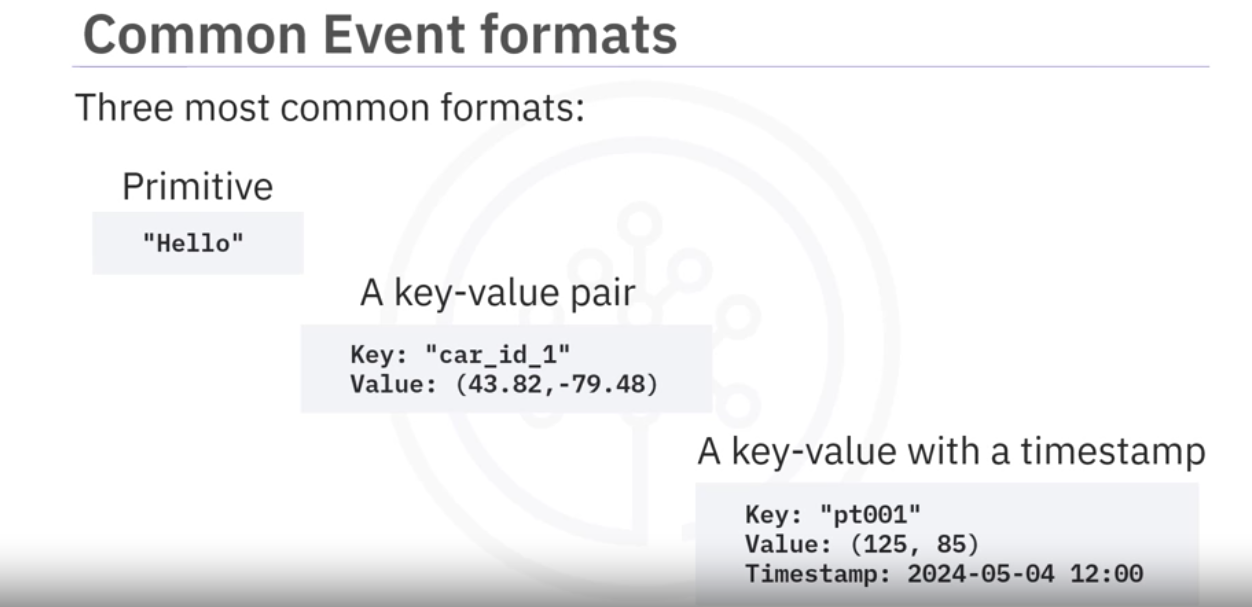 Common Event formats
Three most common formats:
Primitive
"Hello"
A key-value pair
Key: "car_id_1"
Value: (43.82,-79.48)
A key-value with a timestamp
Key: "pt001"
Value: (125, 85)
Timestamp: 2024-05-04 12:00